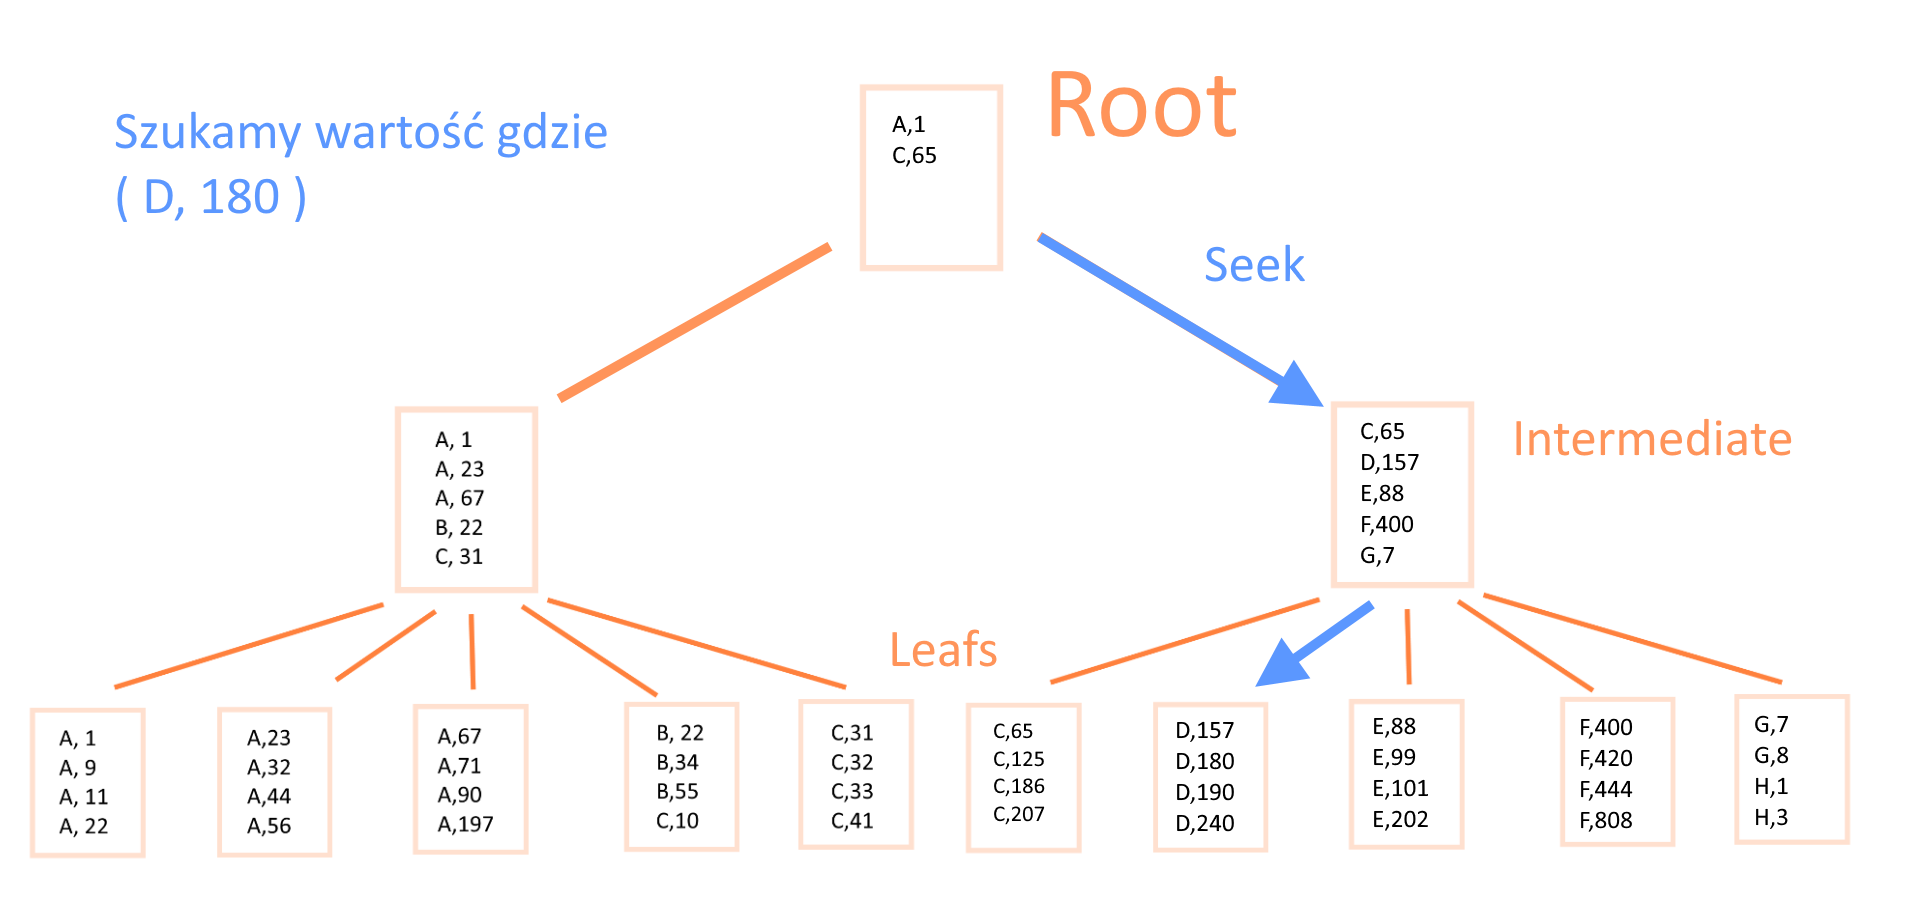 Root
Szukamy wartość gdzie
( D, 180 )
A,1
C,65
Seek
Intermediate
A, 1
A, 23
A, 67
B, 22
C, 31
C,65
D,157
E,88
F,400
G,7
Leafs
A, 1
A, 9
A, 11
A, 22
A,23
A,32
A,44
A,56
A,67
A,71
A,90
A,197
B, 22
B,34
B,55
C,10
C,31
C,32
C,33
C,41
C,65
C,125
C,186
C,207
D,157
D,180
D,190
D,240
E,88
E,99
E,101
E,202
F,400
F,420
F,444
F,808
G,7
G,8
H,1
H,3